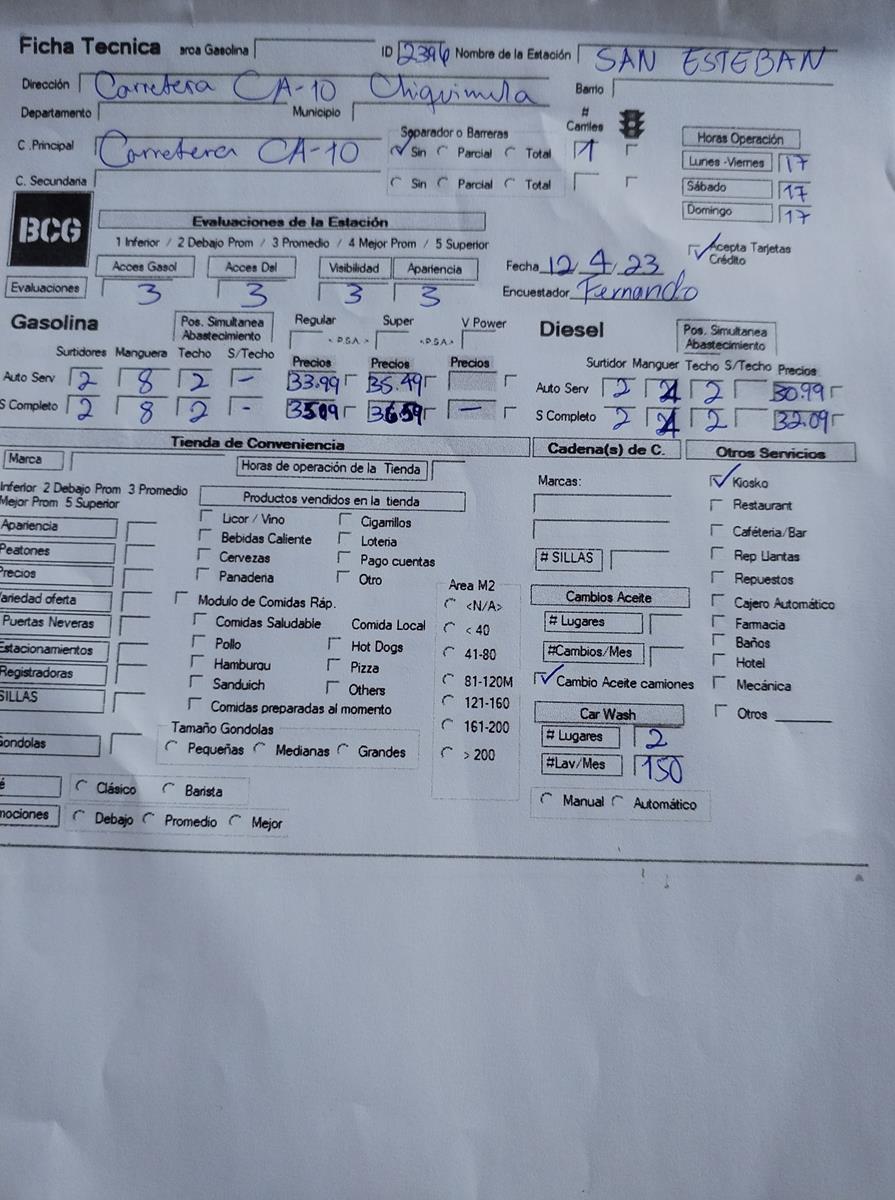 Ficha Tecnica arca Gasolina ID 2396 Nombre de la Estación SAN ESTEBAN
Dirección Carretera CA-10 Chiquimula Barrio
Departamento Municipio # Carriles
C .Principal Carretera CA-10 Separador o Barreras Sin Parcial Total 1
C. Secundaria Sin Parcial Total
Horas Operación
Lunes -Viernes 17
Sábado 17
Domingo 17
BCG
Evaluaciones de la Estación
1 Inferior / 2 Debajo Prom / 3 Promedio / 4 Mejor Prom / 5 Superior
Acepta Tarjetas Crédito
Acces Gasol Acces Del Visibilidad Apariencia Fecha 12 4 23
Evaluaciones 3 3 3 3 Encuestador Fernando
Gasolina Pos. Simultanea Abastecimiento Regular Super V Power
<.P.S.A.> <.P.S.A.>
Surtidores Manguera Techo S/Techo Precios Precios Precios
Auto Serv 2 8 2 - 33.99 35.49
S Completo 2 8 2 - 35.09 36.59 -
Diesel Pos. Simultanea Abastecimiento
Surtidor Manguer Techo S/Techo Precios
Auto Serv 2 2 30.99
S Completo 2 2 32.09
Tienda de Conveniencia
Marca Horas de operación de la Tienda
Inferior 2 Debajo Prom 3 Promedio
Mejor Prom 5 Superior
Apariencia
Peatones
Precios
Variedad oferta
Puertas Neveras
Estacionamientos
Registradoras
SILLAS
Gondolas
Productos vendidos en la tienda
Licor / Vino Cigarrillos
Bebidas Caliente Loteria
Cervezas Pago cuentas
Panaderia Otro
Modulo de Comidas Ráp.
Comidas Saludable Comida Local
Pollo Hot Dogs
Hamburgu Pizza
Sanduich Others
Comidas preparadas al momento
Tamaño Gondolas
Pequeñas Medianas Grandes
Area M2
<N/A>
< 40
41-80
81-120M
121-160
161-200
> 200
é Clásico Barista
mociones Debajo Promedio Mejor
Cadena(s) de C.
Marcas:
# SILLAS
Cambios Aceite
# Lugares
#Cambios/Mes
Cambio Aceite camiones
Car Wash
# Lugares 2
#Lav/Mes 150
Manual Automático
Otros Servicios
Kiosko
Restaurant
Caféteria/Bar
Rep Llantas
Repuestos
Cajero Automático
Farmacia
Baños
Hotel
Mecánica
Otros